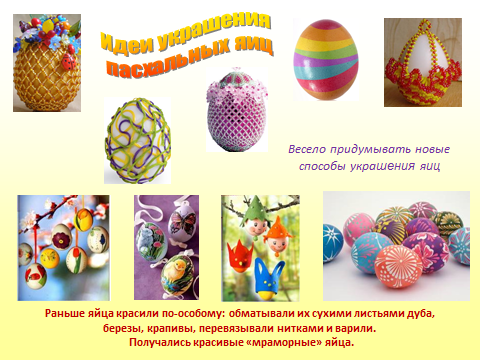 Идеи украшения
пасхальных яиц
Весело придумывать новые
способы украшения яиц
Раньше яйца красили по-особому: обматывали их сухими листьями дуба,
березы, крапивы, перевязывали нитками и варили.
Получались красивые «мраморные» яйца.